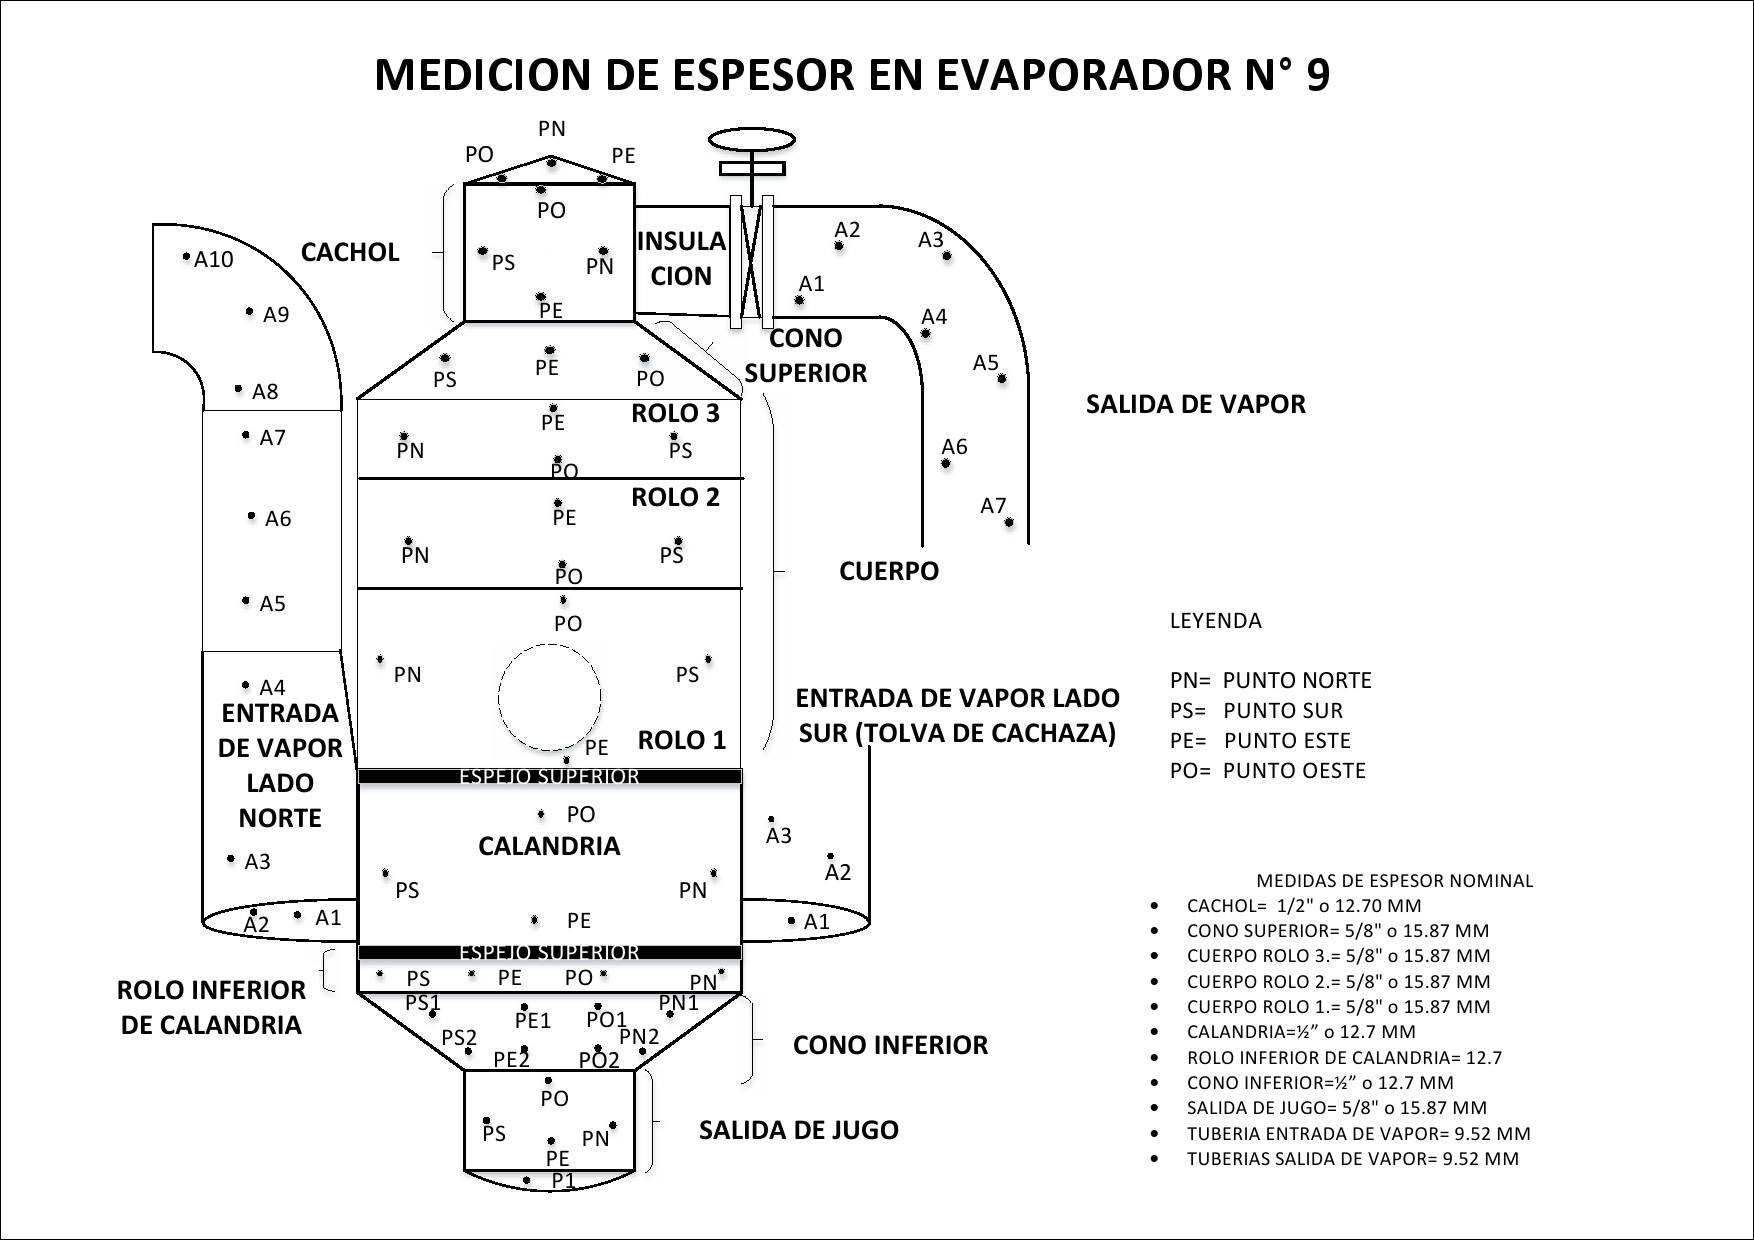 MEDICION DE ESPESOR EN EVAPORADOR N° 9
PN
PO
PE
PO
CACHOL
PS
PN
PE
INSULA
CION
A1
A2
A3
A4
A5
A6
A7
SALIDA DE VAPOR
A10
A9
A8
A7
A6
A5
A4
ENTRADA
DE VAPOR
LADO
NORTE
A3
A2
A1
CONO
SUPERIOR
PS
PE
PO
ROLO 3
PE
PN
PS
PO
ROLO 2
PE
PN
PS
PO
CUERPO
PO
PN
PS
PE
ROLO 1
ENTRADA DE VAPOR LADO
SUR (TOLVA DE CACHAZA)
A3
A2
A1
ESPEJO SUPERIOR
PO
CALANDRIA
PS
PN
PE
ESPEJO SUPERIOR
PS
PE
PO
PN
ROLO INFERIOR
DE CALANDRIA
PS1
PE1
PO1
PN1
PS2
PE2
PO2
PN2
CONO INFERIOR
PO
PS
PN
PE
P1
SALIDA DE JUGO
LEYENDA
PN= PUNTO NORTE
PS= PUNTO SUR
PE= PUNTO ESTE
PO= PUNTO OESTE
MEDIDAS DE ESPESOR NOMINAL
• CACHOL= 1/2" o 12.70 MM
• CONO SUPERIOR= 5/8" o 15.87 MM
• CUERPO ROLO 3.= 5/8" o 15.87 MM
• CUERPO ROLO 2.= 5/8" o 15.87 MM
• CUERPO ROLO 1.= 5/8" o 15.87 MM
• CALANDRIA=½” o 12.7 MM
• ROLO INFERIOR DE CALANDRIA= 12.7
• CONO INFERIOR=½” o 12.7 MM
• SALIDA DE JUGO= 5/8" o 15.87 MM
• TUBERIA ENTRADA DE VAPOR= 9.52 MM
• TUBERIAS SALIDA DE VAPOR= 9.52 MM